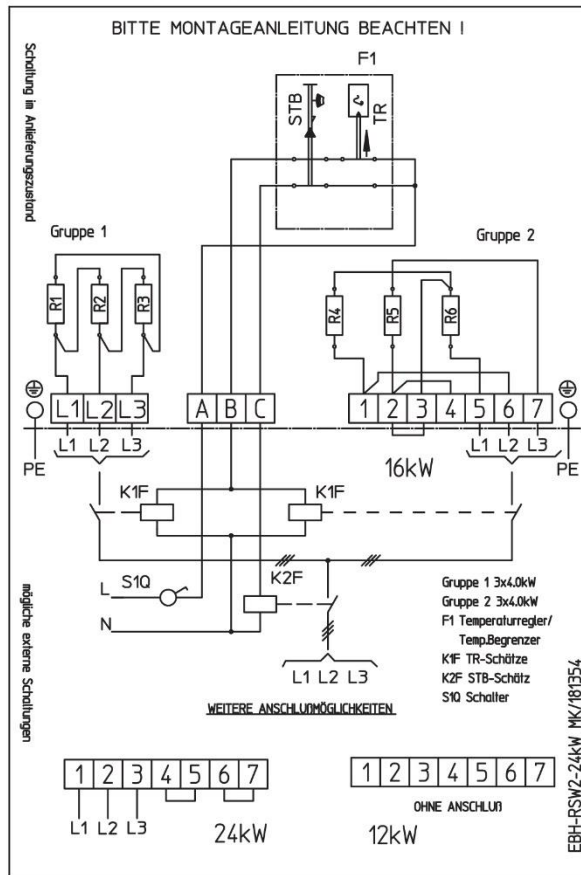 BITTE MONTAGEANLEITUNG BEACHTEN !
Schaltung im Anlieferungszustand
F1
STB
TR
Gruppe 1
Gruppe 2
R1
R2
R3
R4
R5
R6
L1 L2 L3
A B C
1 2 3 4 5 6 7
PE
L1 L2 L3
16kW
L1 L2 L3
PE
K1F
K1F
L
S1Q
K2F
N
L1 L2 L3
Gruppe 1 3x4.0kW
Gruppe 2 3x4.0kW
F1 Temperaturregler/
Temp.Begrenzer
K1F TR-Schätze
K2F STB-Schätz
S1Q Schalter
mögliche externe Schaltungen
WEITERE ANSCHLUßMÖGLICHKEITEN
1 2 3 4 5 6 7
L1 L2 L3
24kW
1 2 3 4 5 6 7
OHNE ANSCHLUß
12kW
EBH-RSW2-24kW MK/181354